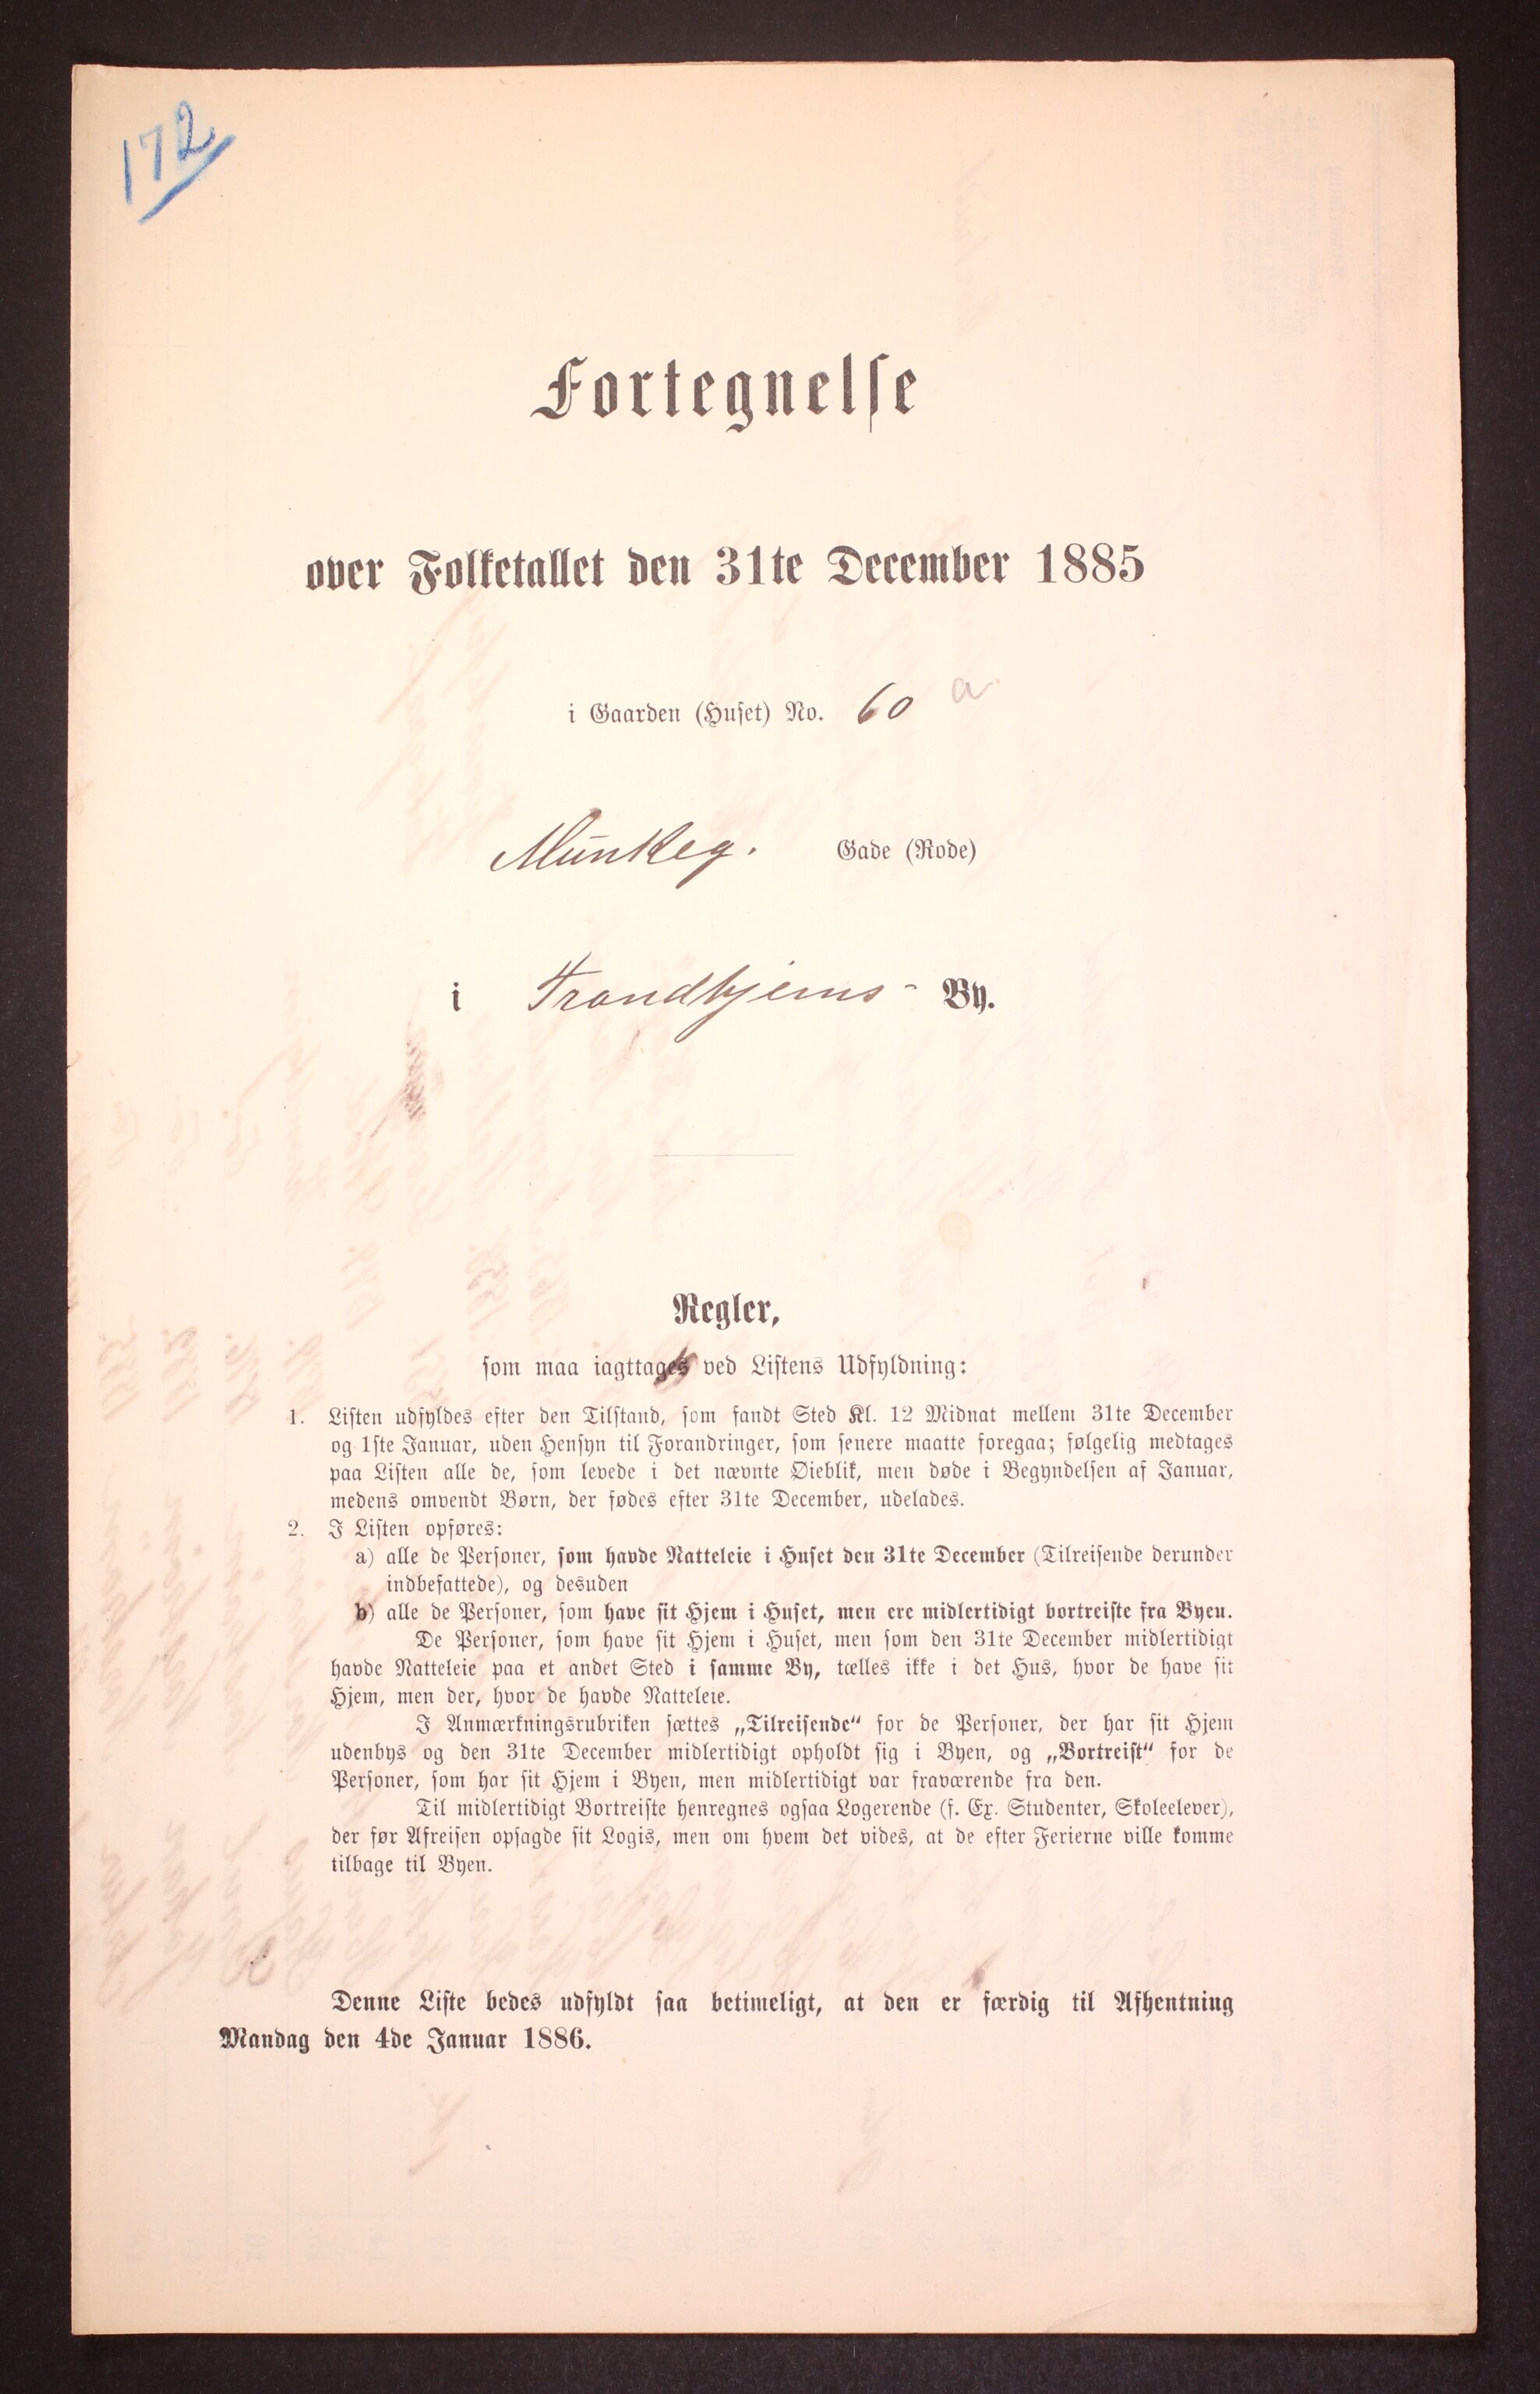 172
Fortegnelse
over Folketallet den 31te December 1885
i Gaarden (Huset) No. 60 a
Munkeg. Gade (Rode)
i Trondhjems - By.
Regler,
som maa iagttages ved Listens Udfyldning:
1. Listen udfyldes efter den Tilstand, som fandt Sted Kl. 12 Midnat mellem 31te December
og 1ste Januar, uden Hensyn til Forandringer, som senere maatte foregaa; følgelig medtages
paa Listen alle de, som levede i det nævnte Øieblik, men døde i Begyndelsen af Januar,
medens omvendt Børn, der fødes efter 31te December, udelades.
2. I Listen opføres:
a) alle de Personer, som havde Natteleie i Huset den 31te December (Tilreisende derunder
indbefattede), og desuden
b) alle de Personer, som have sit Hjem i Huset, men ere midlertidigt bortreiste fra Byen.
De Personer, som have sit Hjem i Huset, men som den 31te December midlertidigt
havde Natteleie paa et andet Sted i samme By, tælles ikke i det Hus, hvor de have sit
Hjem, men der, hvor de havde Natteleie.
I Anmærkningsrubriken sættes „Tilreisende“ for de Personer, der har sit Hjem
udenbys og den 31te December midlertidigt opholdt sig i Byen, og „Bortreist“ for de
Personer, som har sit Hjem i Byen, men midlertidigt var fraværende fra den.
Til midlertidigt Bortreiste henregnes ogsaa Logerende (f. Ex. Studenter, Skoleelever),
der før Afreisen opsagde sit Logis, men om hvem det vides, at de efter Ferierne ville komme
tilbage til Byen.
Denne Liste bedes udfyldt saa betimeligt, at den er færdig til Afhentning
Mandag den 4de Januar 1886.